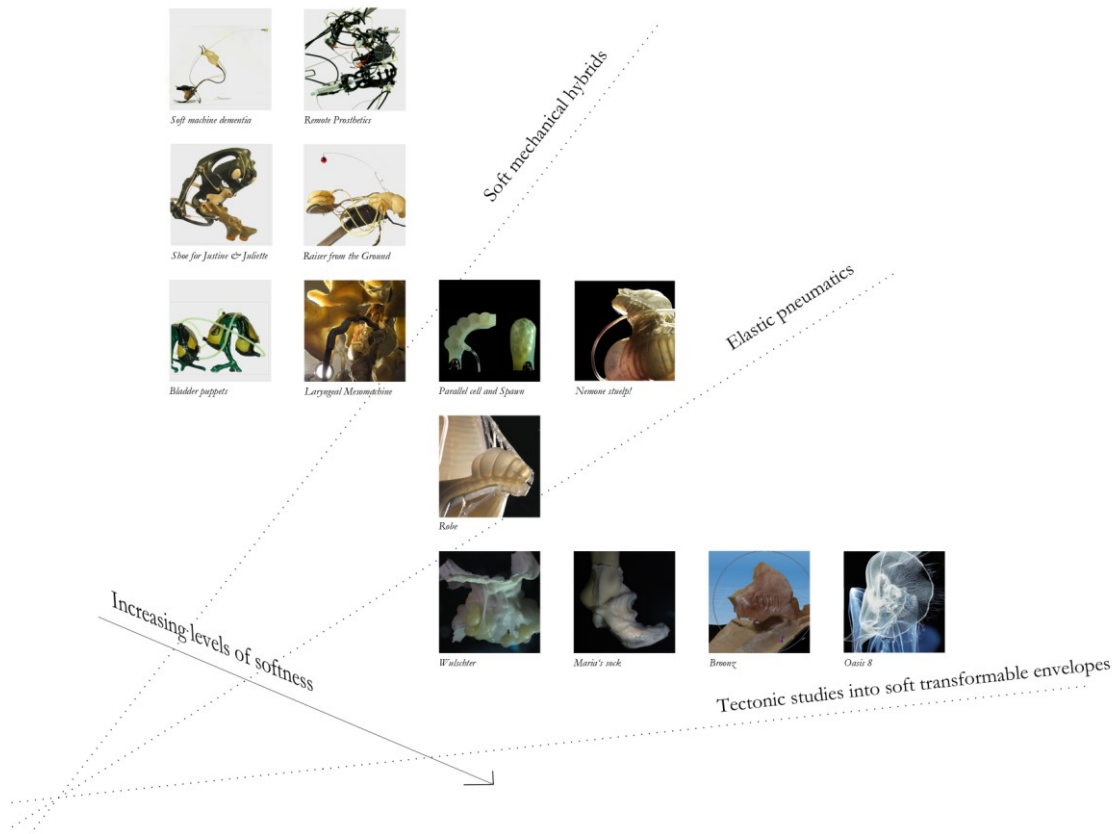 Soft machine dementia
Remote Prosthetics
Soft mechanical hybrids
Shoe for Justine & Juliette
Raiser from the Ground
Elastic pneumatics
Bladder puppets
Laryngoal Mesomachine
Parallel cell and Spawn
Nemone stuelp!
Robe
Increasing levels of softness
Wulschter
Maria's sock
Broonz
Oasis 8
Tectonic studies into soft transformable envelopes